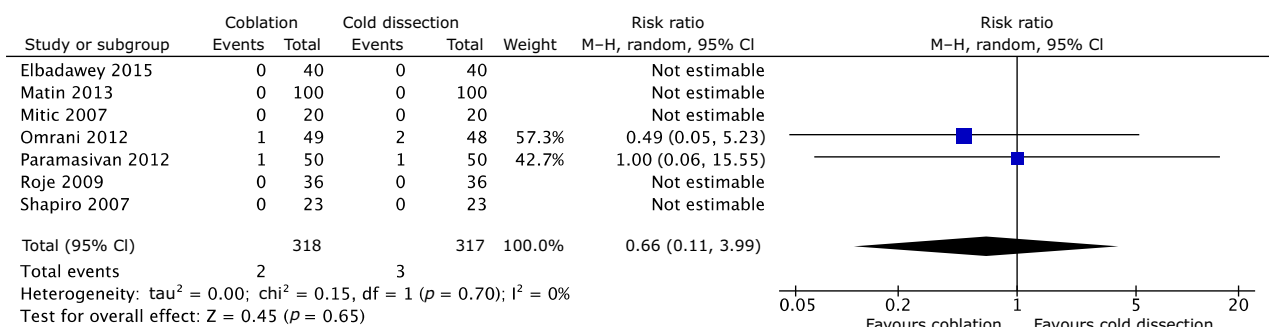 Coblation Cold dissection Risk ratio Risk ratio
Study or subgroup Events Total Events Total Weight M–H, random, 95% CI M–H, random, 95% CI
Elbadawey 2015 0 40 0 40 Not estimable
Matin 2013 0 100 0 100 Not estimable
Mitic 2007 0 20 0 20 Not estimable
Omrani 2012 1 49 2 48 57.3% 0.49 (0.05, 5.23)
Paramasivan 2012 1 50 1 50 42.7% 1.00 (0.06, 15.55)
Roje 2009 0 36 0 36 Not estimable
Shapiro 2007 0 23 0 23 Not estimable
Total (95% CI) 318 317 100.0% 0.66 (0.11, 3.99)
Total events 2 3
Heterogeneity: tau² = 0.00; chi² = 0.15, df = 1 (p = 0.70); I² = 0%
Test for overall effect: Z = 0.45 (p = 0.65)
0.05 0.2 1 5 20
Favours coblation Favours cold dissection